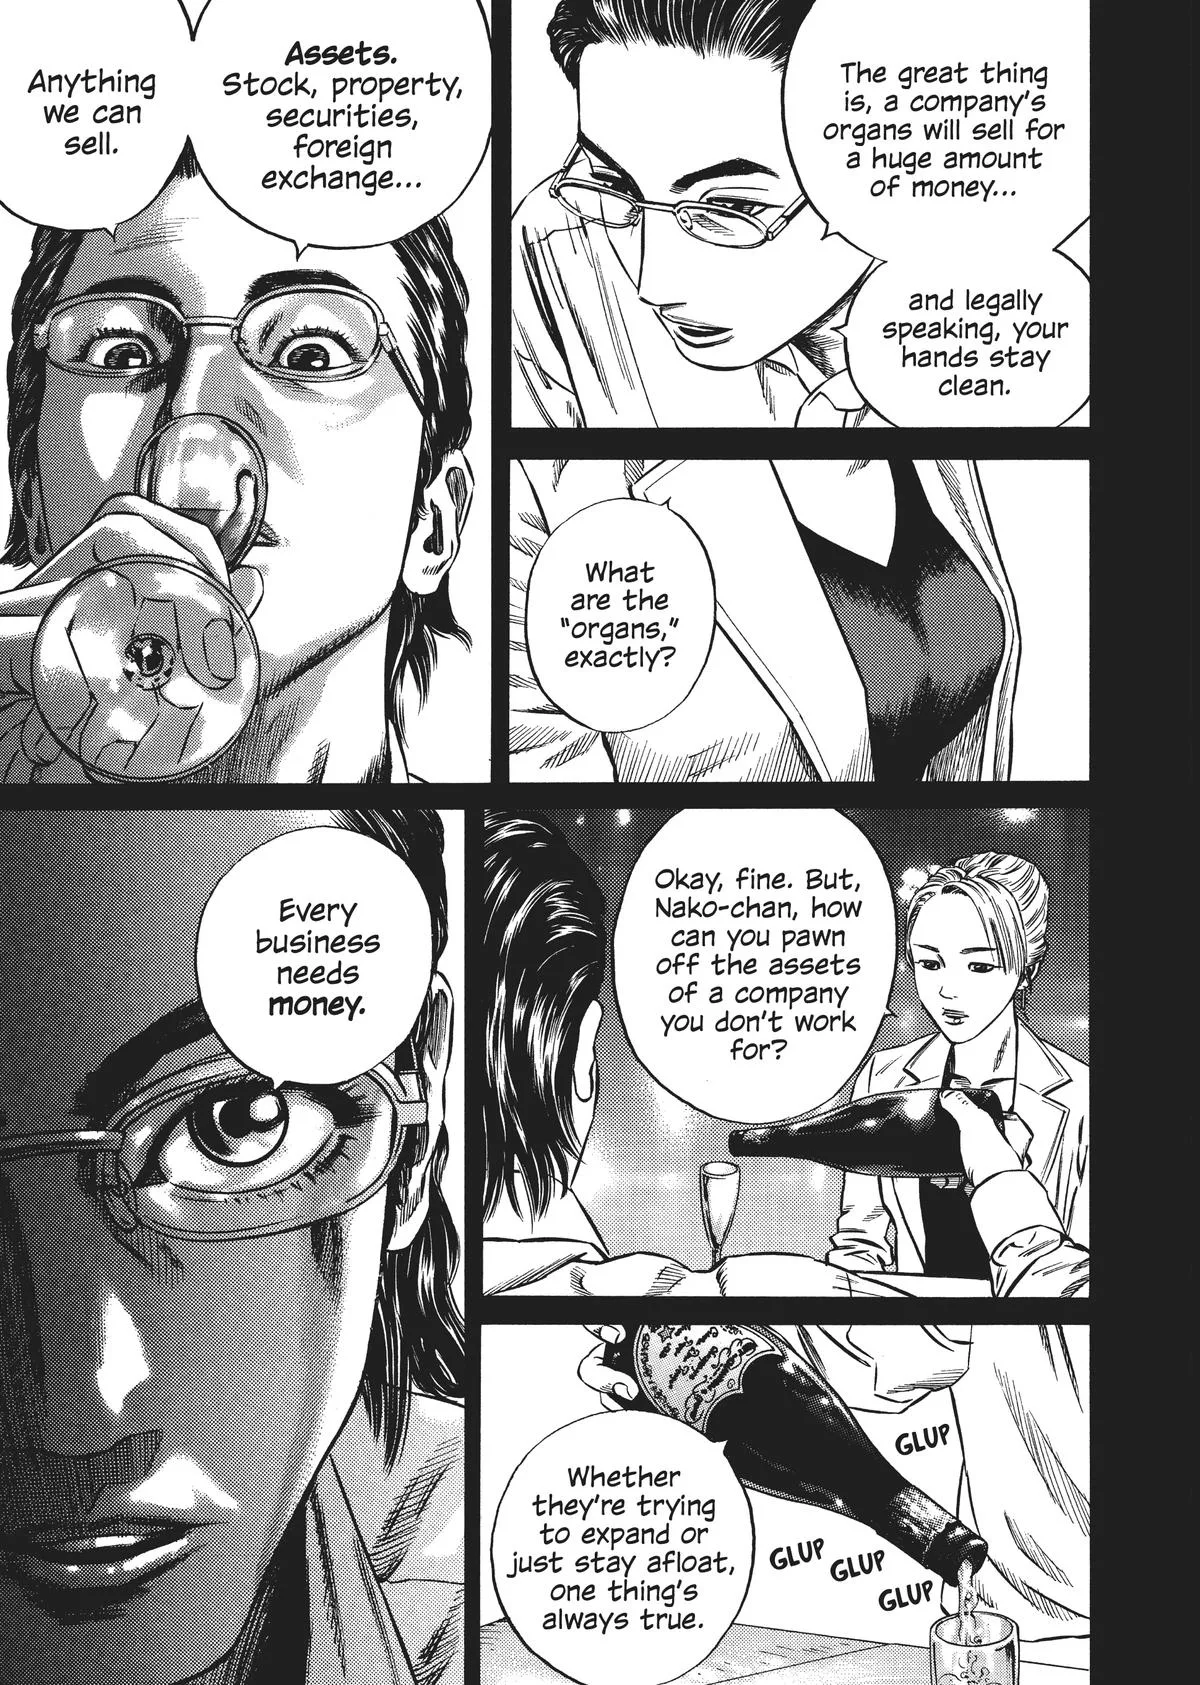 The great thing
is, a company's
organs will sell for
a huge amount
of money...
and legally
speaking, your
hands stay
clean.
What
are the
"organs,"
exactly?
Assets.
Stock, property,
securities,
foreign
exchange...
Anything
we can
sell.
Okay, fine. But,
Nako-chan, how
can you pawn
off the assets
of a company
you don't work
for?
Whether
they're trying
to expand or
just stay afloat,
one thing's
always true.
GLUP
GLUP
GLUP
GLUP
Every
business
needs
money.